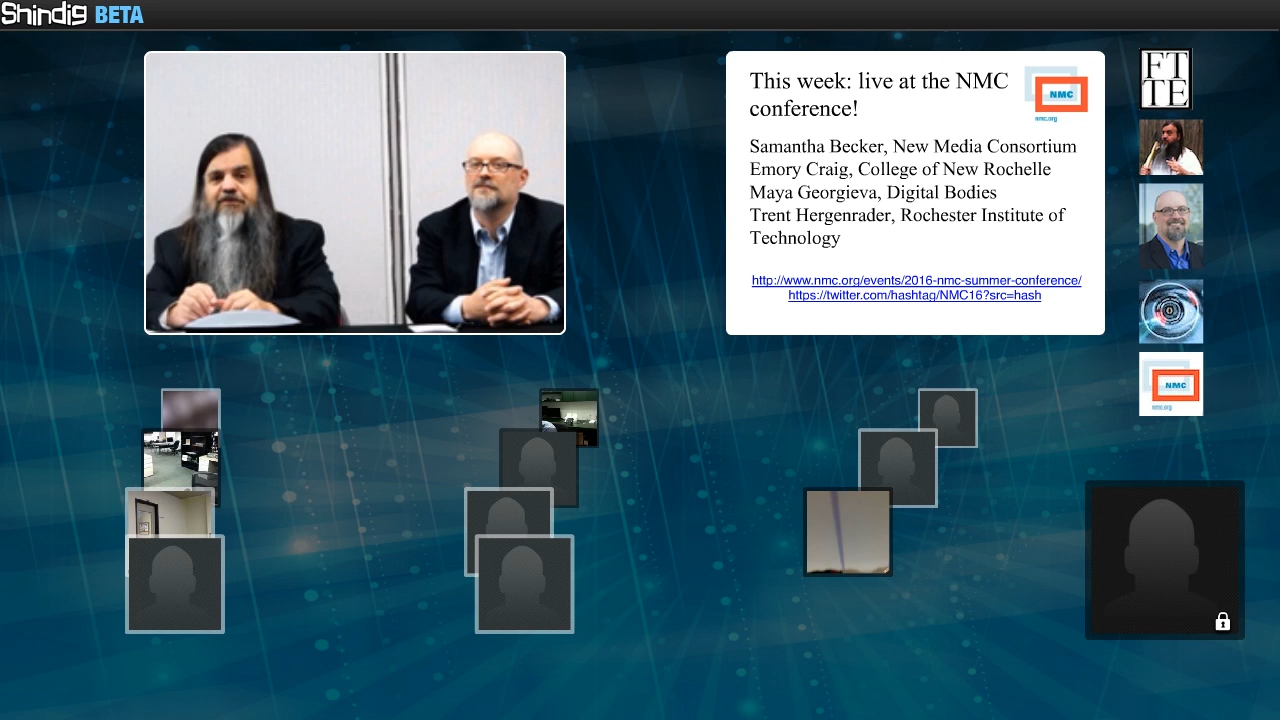 Shindig BETA
This week: live at the NMC
conference!
NMC
nmc.org
Samantha Becker, New Media Consortium
Emory Craig, College of New Rochelle
Maya Georgieva, Digital Bodies
Trent Hergenrader, Rochester Institute of
Technology
http://www.nmc.org/events/2016-nmc-summer-conference/
https://twitter.com/hashtag/NMC16?src=hash
FT
TE
NMC
nmc.org